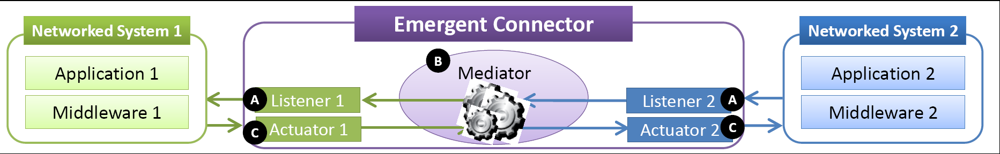 Networked System 1
Application 1
Middleware 1
Emergent Connector
B
Mediator
A
Listener 1
C
Actuator 1
Listener 2
A
Actuator 2
C
Networked System 2
Application 2
Middleware 2